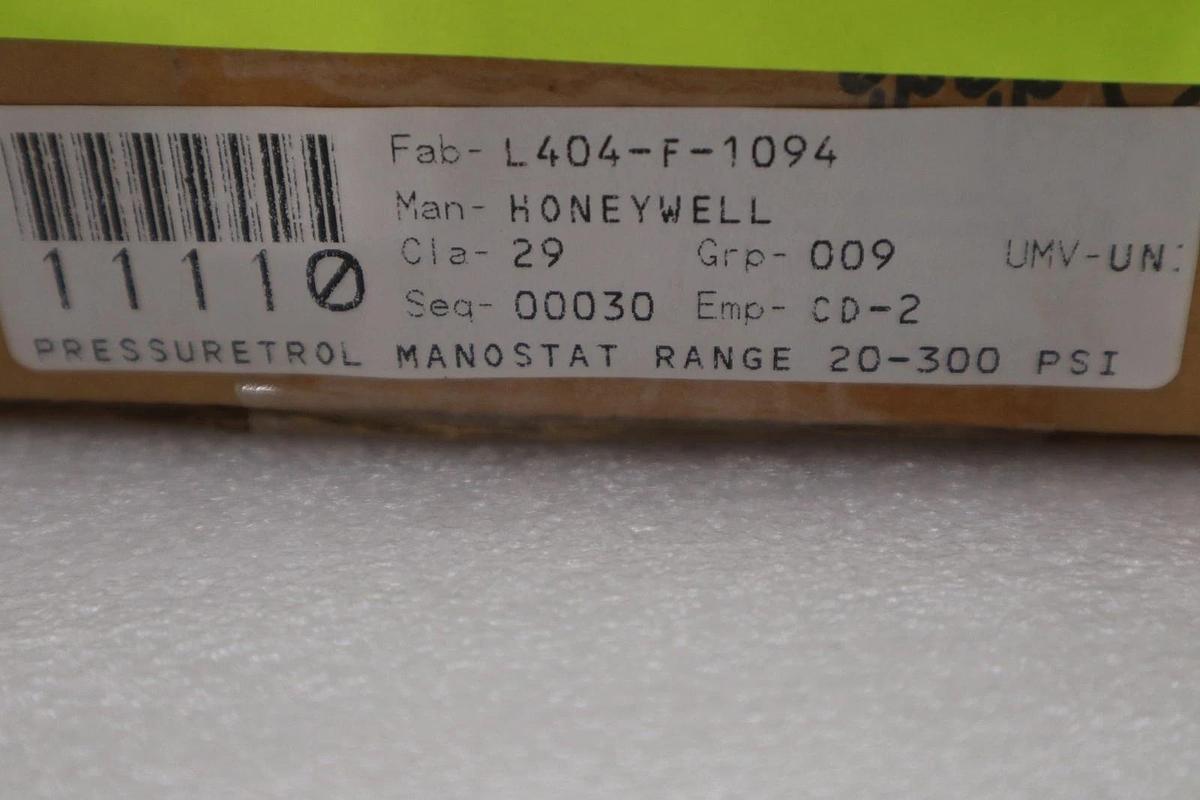 Fab- L404-F-1094
Man- HONEYWELL
Cla- 29 Grp- 009 UMV-UN:
Seq- 00030 Emp- CD-2
11110
PRESSURETROL MANOSTAT RANGE 20-300 PSI